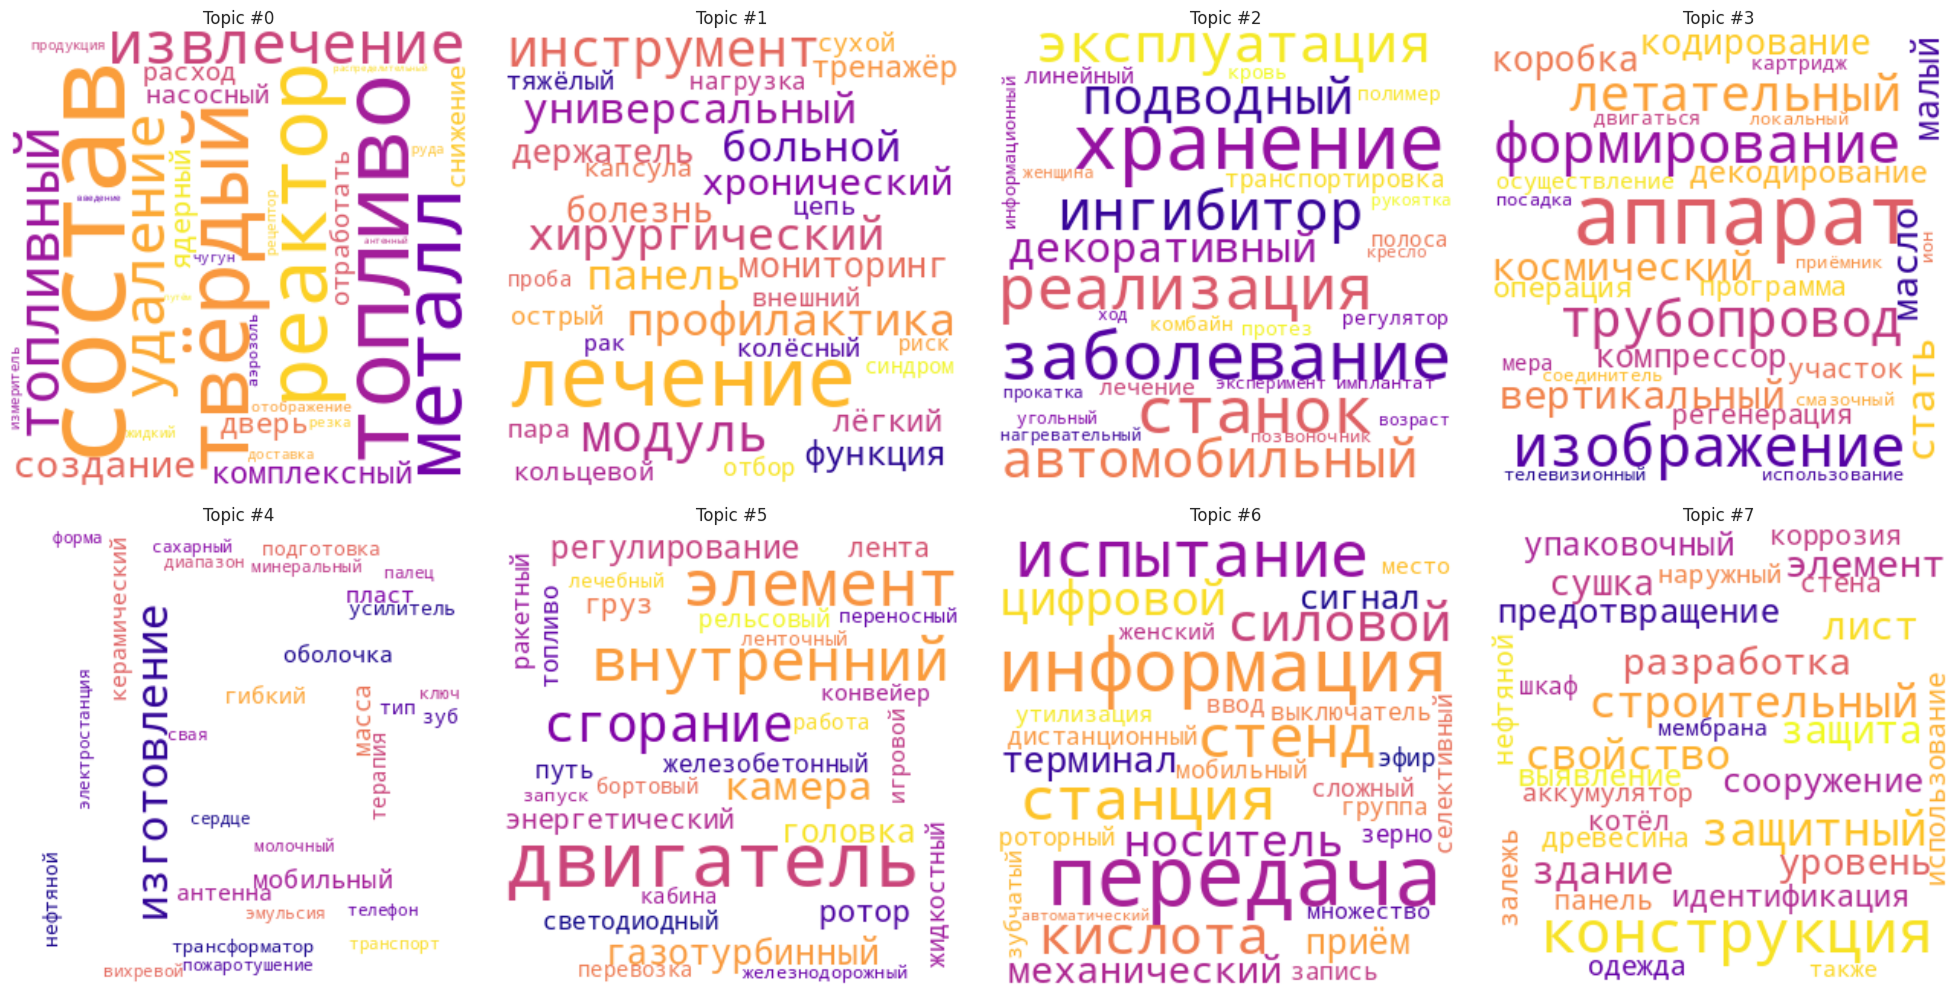 Topic #0
продукция
извлечение
расход
распределительный
насосный
состав
топливный
удаление
ядерный
твёрдый
реактор
топливо
металл
снижение
руда
введение
рецептор
отработать
антенный
чугун
аэрозоль
измеритель
жидкий
отображение
дверь
резка
доставка
создание
комплексный
Topic #1
инструмент
сухой
тренажёр
тяжёлый
нагрузка
универсальный
держатель
больной
капсула
хронический
болезнь
цепь
хирургический
проба
панель
мониторинг
внешний
острый
профилактика
рак
колёсный
риск
лечение
синдром
пара
модуль
лёгкий
функция
кольцевой
отбор
Topic #2
эксплуатация
линейный
кровь
информационный
подводный
полимер
хранение
женщина
транспортировка
ингибитор
рукоятка
декоративный
полоса
кресло
реализация
ход
комбайн
протез
регулятор
заболевание
прокатка
лечение
эксперимент
имплантат
угольный
станок
возраст
нагревательный
позвоночник
автомобильный
Topic #3
коробка
кодирование
картридж
малый
летательный
двигаться
локальный
формирование
осуществление
декодирование
посадка
аппарат
масло
ион
космический
приёмник
операция
программа
трубопровод
мера
компрессор
участок
соединитель
вертикальный
смазочный
регенерация
стать
изображение
телевизионный
использование
Topic #4
форма
керамический
сахарный
подготовка
диапазон
минеральный
палец
пласт
усилитель
изготовление
оболочка
электростанция
гибкий
масса
тип
ключ
зуб
свая
терапия
сердце
молочный
нефтяной
антенна
мобильный
эмульсия
телефон
трансформатор
транспорт
вихревой
пожаротушение
Topic #5
ракетный
регулирование
лента
топливо
лечебный
элемент
груз
рельсовый
переносный
ленточный
внутренний
конвейер
сгорание
работа
игровой
путь
железобетонный
запуск
бортовой
камера
энергетический
головка
двигатель
жидкостный
кабина
светодиодный
ротор
газотурбинный
перевозка
железнодорожный
Topic #6
испытание
место
цифровой
сигнал
женский
силовой
информация
утилизация
ввод
выключатель
селективный
дистанционный
стенд
эфир
терминал
мобильный
станция
сложный
группа
роторный
носитель
зерно
зубчатый
передача
автоматический
множество
кислота
приём
механический
запись
Topic #7
упаковочный
коррозия
сушка
наружный
элемент
стена
предотвращение
лист
нефтяной
разработка
шкаф
строительный
мембрана
защита
свойство
использование
выявление
сооружение
аккумулятор
котёл
древесина
защитный
залежь
здание
уровень
панель
идентификация
конструкция
одежда
также